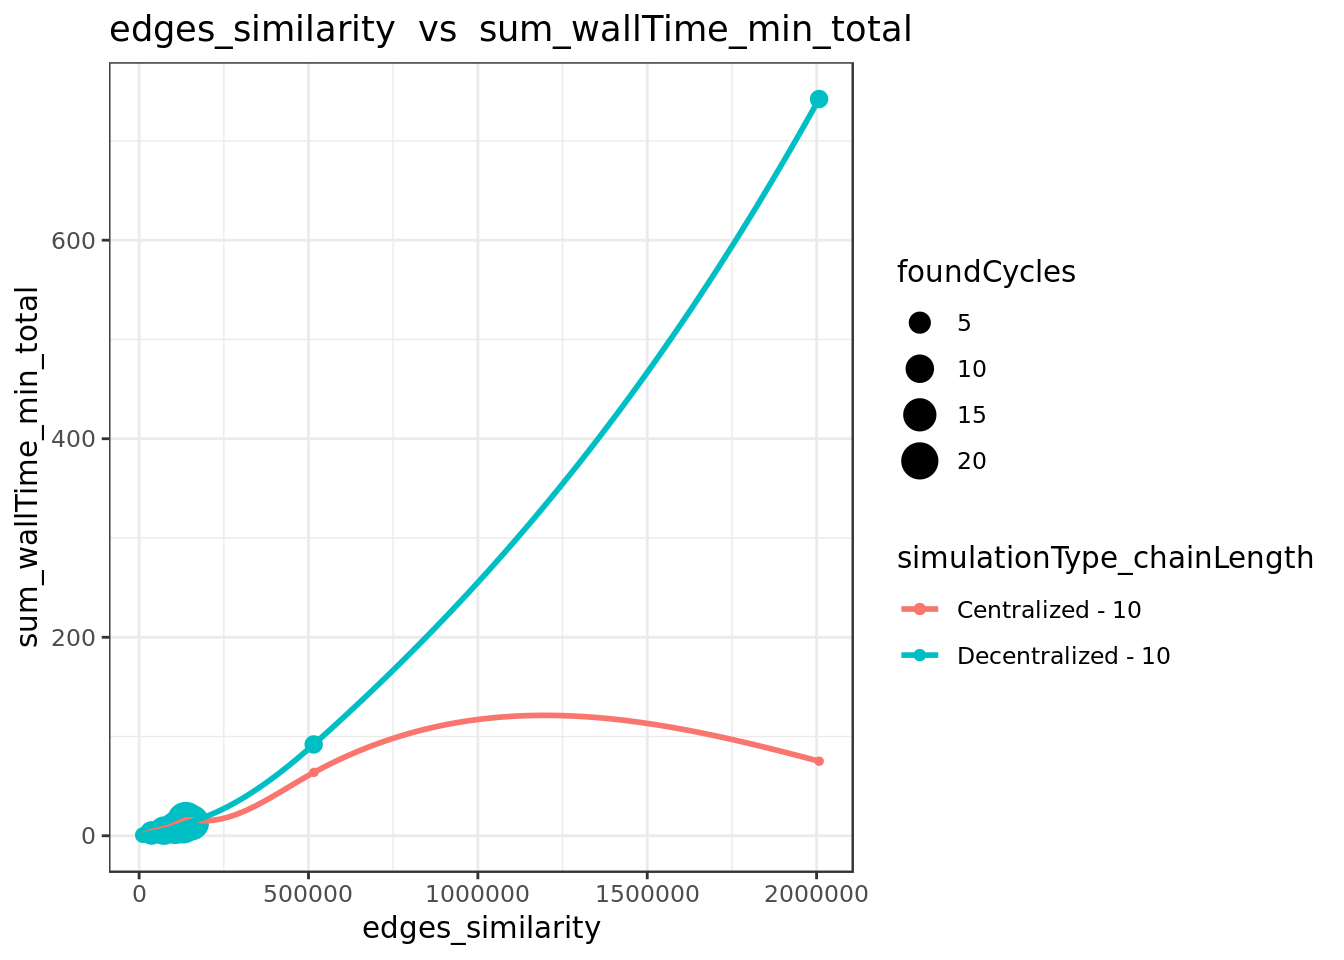 edges_similarity  vs  sum_wallTime_min_total
sum_wallTime_min_total
600
400
200
0
0
500000
1000000
1500000
2000000
edges_similarity
foundCycles
5
10
15
20
simulationType_chainLength
Centralized - 10
Decentralized - 10